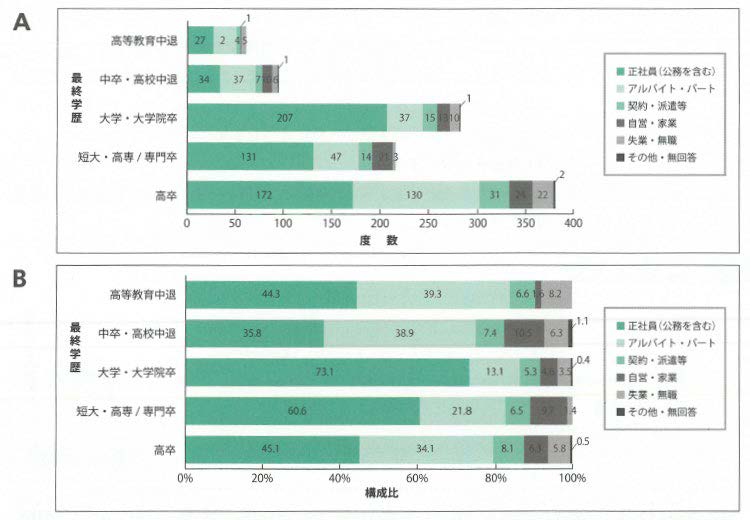 A
高等教育中退 27 2 4 5 1
中卒・高校中退 34 37 7 10 6 1
大学・大学院卒 207 37 15 13 10 1
短大・高専/専門卒 131 47 14 21 3
高卒 172 130 31 24 22 2
0 50 100 150 200 250 300 350 400
度 数
最終学歴
正社員(公務を含む)
アルバイト・パート
契約・派遣等
自営・家業
失業・無職
その他・無回答
B
高等教育中退 44.3 39.3 6.6 1.6 8.2
中卒・高校中退 35.8 38.9 7.4 10.5 6.3 1.1
大学・大学院卒 73.1 13.1 5.3 4.6 3.5 0.4
短大・高専/専門卒 60.6 21.8 6.5 9.7 1.4
高卒 45.1 34.1 8.1 6.3 5.8 0.5
0% 20% 40% 60% 80% 100%
構成比
最終学歴
正社員(公務を含む)
アルバイト・パート
契約・派遣等
自営・家業
失業・無職
その他・無回答